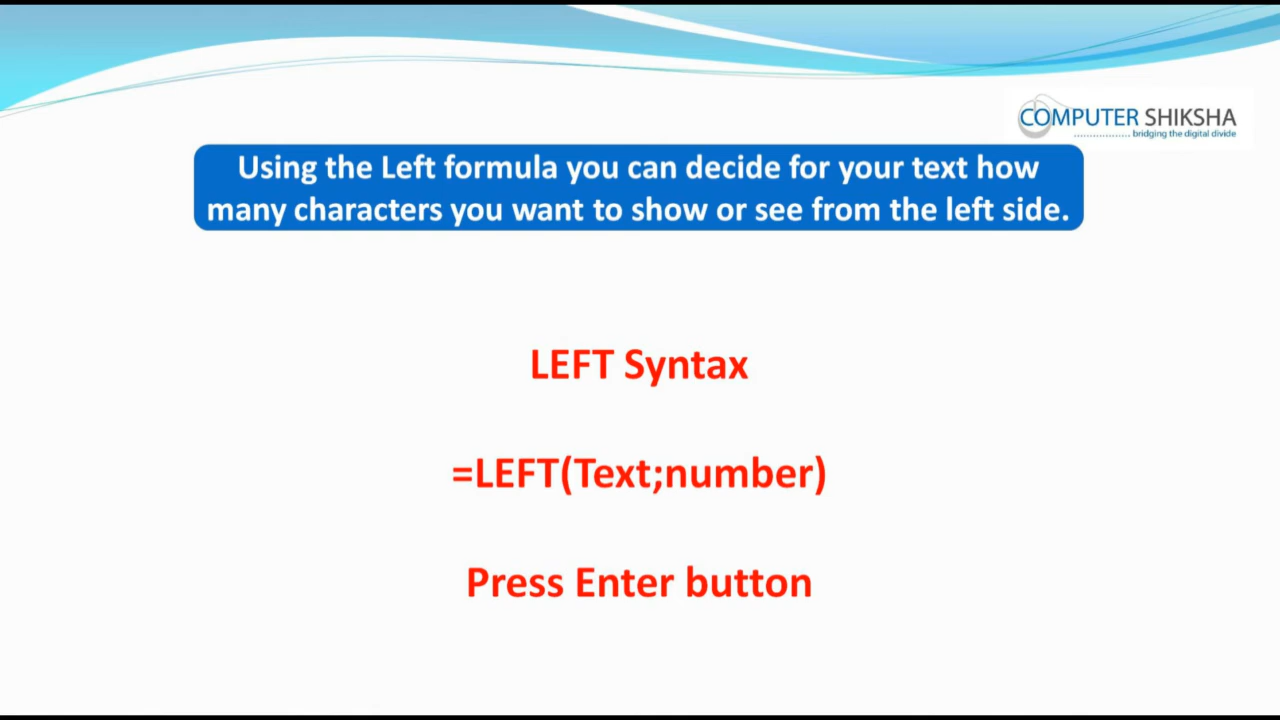 COMPUTER SHIKSHA
bridging the digital divide
Using the Left formula you can decide for your text how
many characters you want to show or see from the left side.
LEFT Syntax
=LEFT(Text;number)
Press Enter button